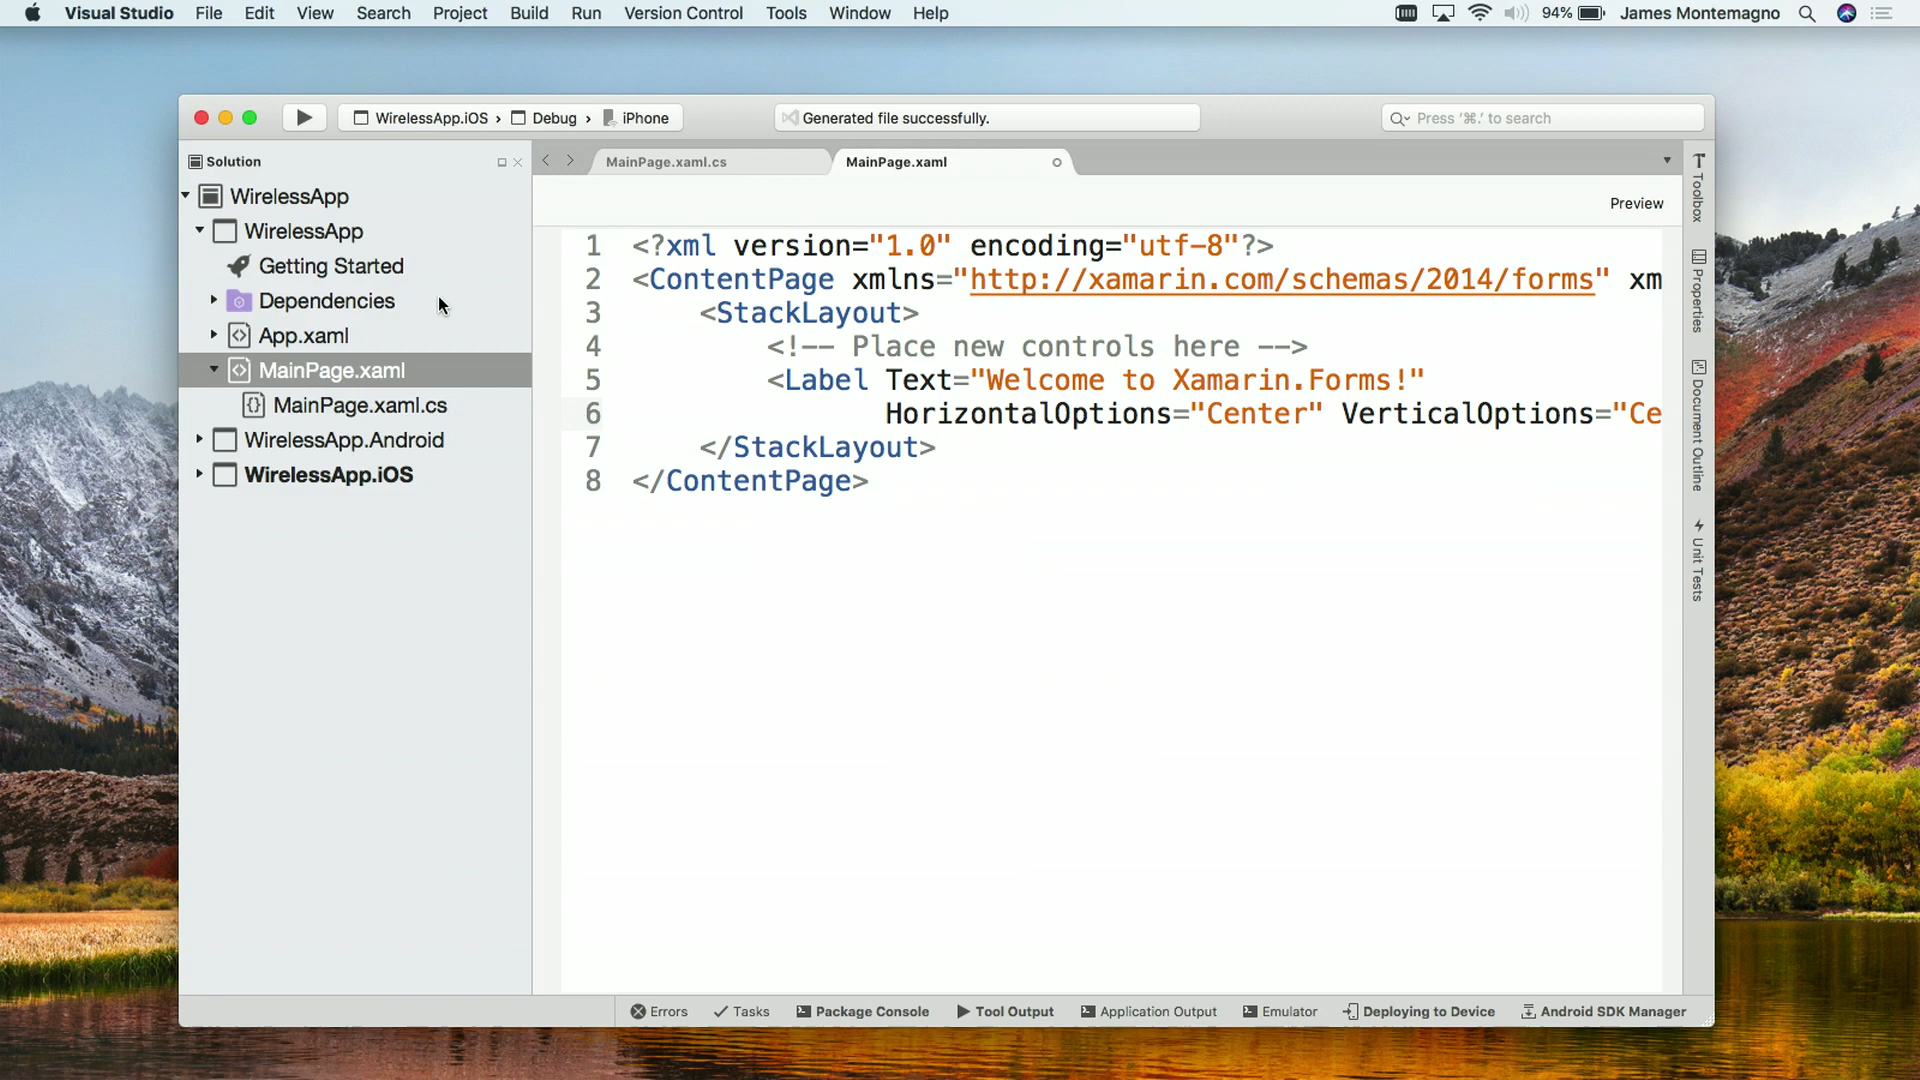 Visual Studio File Edit View Search Project Build Run Version Control Tools Window Help 94% James Montemagno
WirelessApp.iOS › Debug › iPhone
Generated file successfully.
Press '⌘.' to search
Solution
WirelessApp
WirelessApp
Getting Started
Dependencies
App.xaml
MainPage.xaml
MainPage.xaml.cs
WirelessApp.Android
WirelessApp.iOS
MainPage.xaml.cs
MainPage.xaml
Preview
1 <?xml version="1.0" encoding="utf-8"?>
2 <ContentPage xmlns="http://xamarin.com/schemas/2014/forms" xm
3 <StackLayout>
4 <!-- Place new controls here -->
5 <Label Text="Welcome to Xamarin.Forms!"
6 HorizontalOptions="Center" VerticalOptions="Ce
7 </StackLayout>
8 </ContentPage>
Toolbox
Properties
Document Outline
Unit Tests
Errors Tasks Package Console Tool Output Application Output Emulator Deploying to Device Android SDK Manager